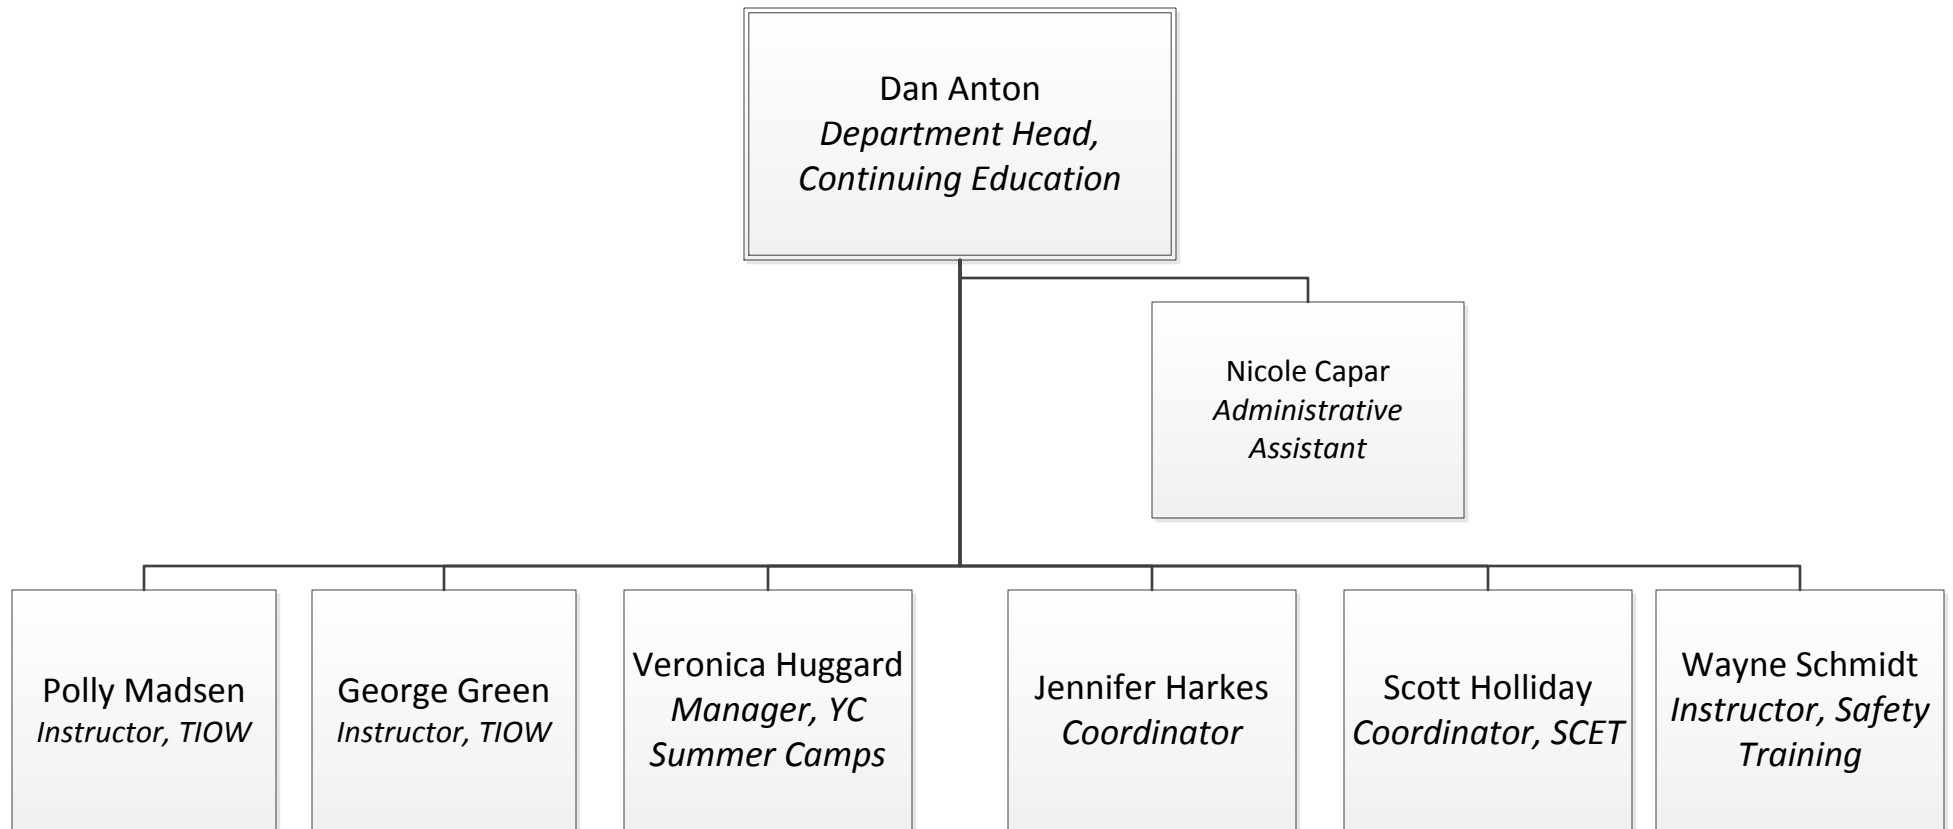 Dan Anton
Department Head,
Continuing Education
Nicole Capar
Administrative
Assistant
Polly Madsen
Instructor, TIOW
George Green
Instructor, TIOW
Veronica Huggard
Manager, YC
Summer Camps
Jennifer Harkes
Coordinator
Scott Holliday
Coordinator, SCET
Wayne Schmidt
Instructor, Safety
Training